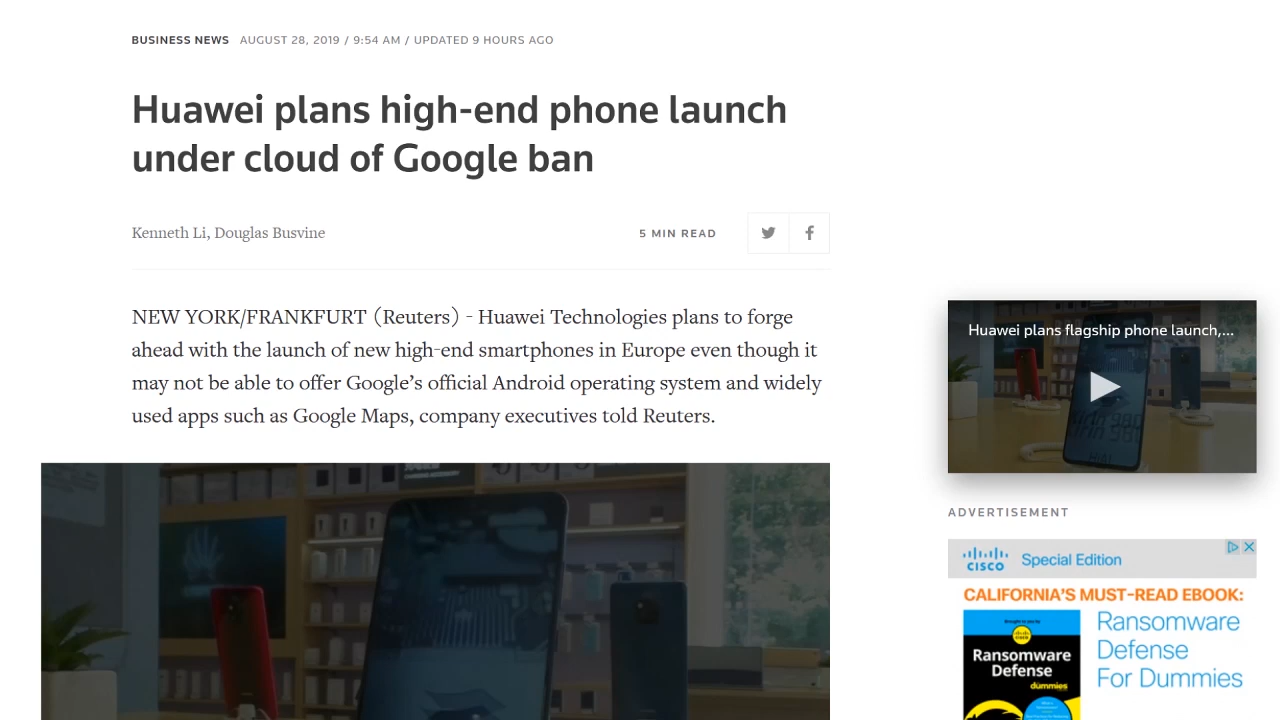 BUSINESS NEWS AUGUST 28, 2019 / 9:54 AM / UPDATED 9 HOURS AGO
Huawei plans high-end phone launch
under cloud of Google ban
Kenneth Li, Douglas Busvine
5 MIN READ
NEW YORK/FRANKFURT (Reuters) - Huawei Technologies plans to forge
ahead with the launch of new high-end smartphones in Europe even though it
may not be able to offer Google’s official Android operating system and widely
used apps such as Google Maps, company executives told Reuters.
Huawei plans flagship phone launch,...
ADVERTISEMENT
CISCO Special Edition
CALIFORNIA'S MUST-READ EBOOK:
Ransomware
Defense
For Dummies
Brought to you by
CISCO
Ransomware
Defense
dummies